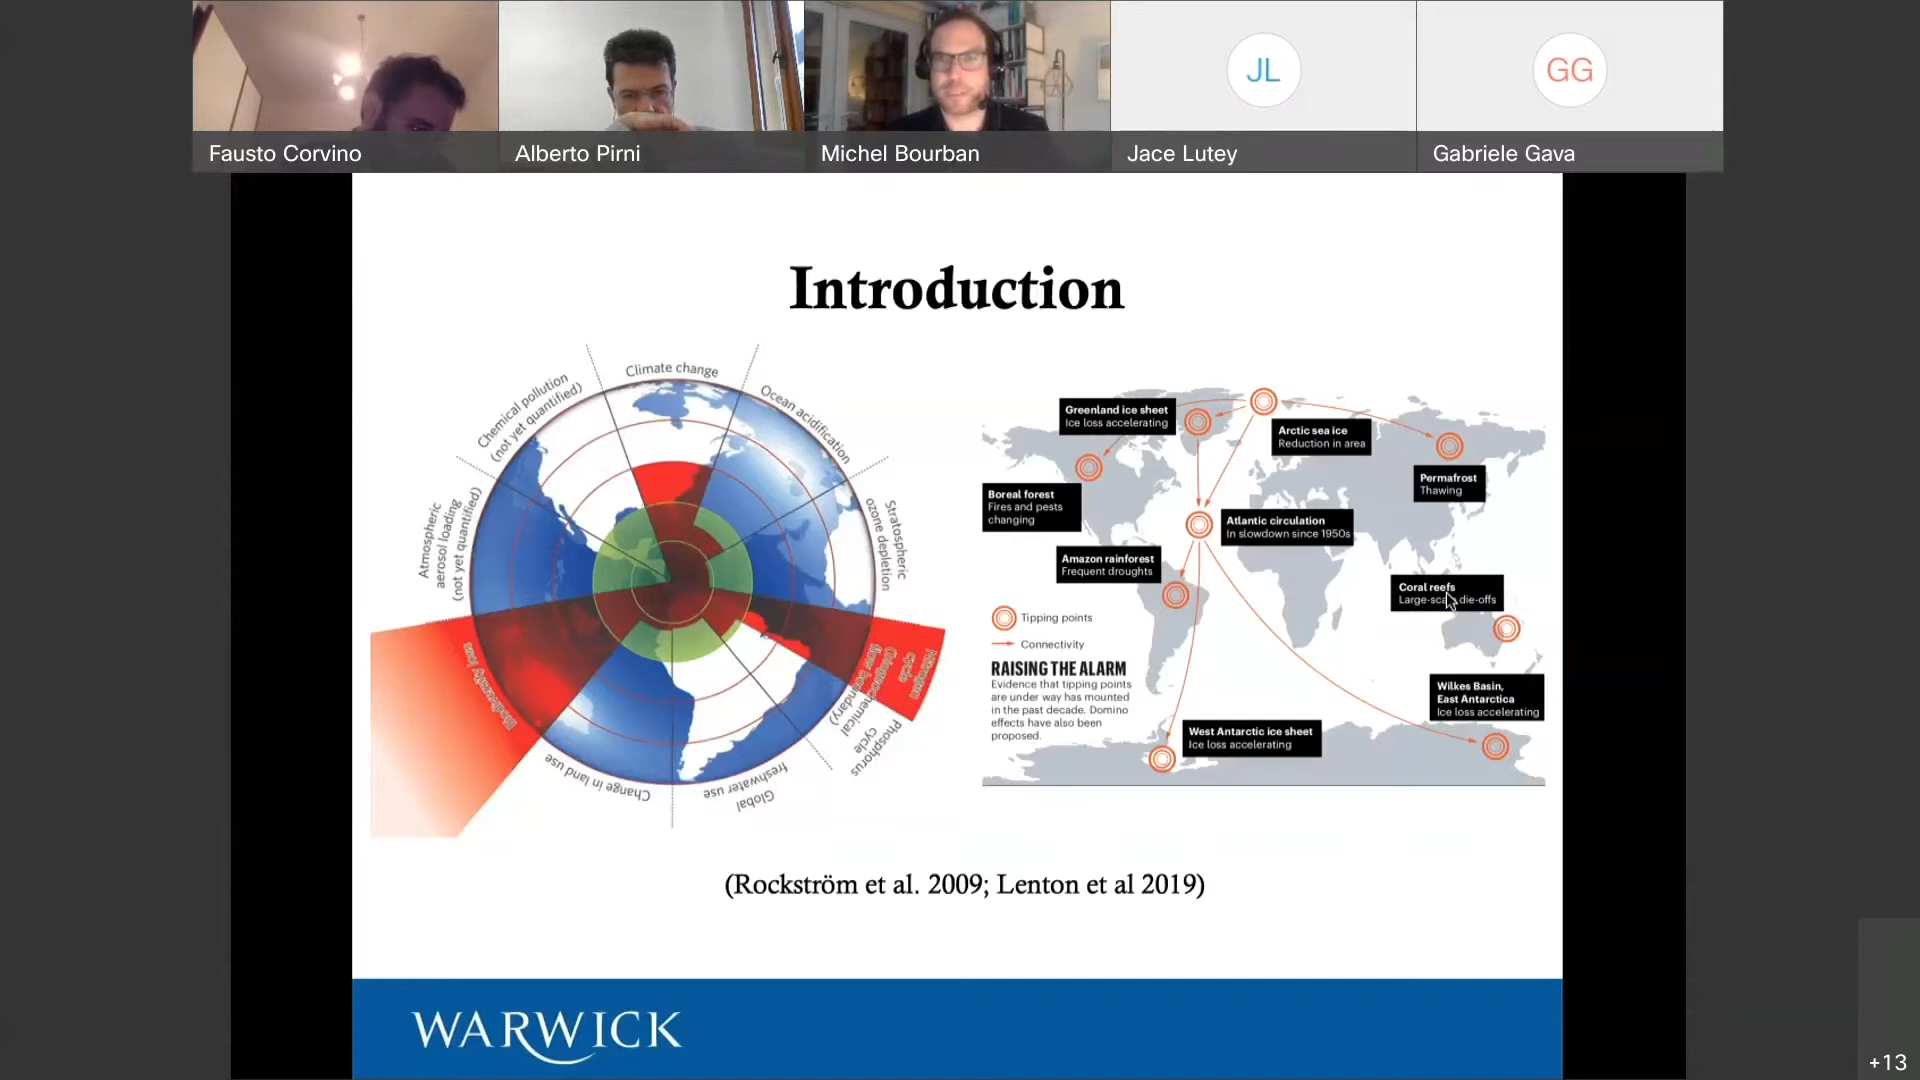 Fausto Corvino
Alberto Pirni
Michel Bourban
JL
Jace Lutey
GG
Gabriele Gava
Introduction
Climate change
Ocean acidification
Stratospheric
ozone depletion
Nitrogen
cycle
(biogeochemical
flow boundary)
Phosphorus
cycle
Global
freshwater use
Change in land use
Biodiversity loss
Atmospheric
aerosol loading
(not yet quantified)
Chemical pollution
(not yet quantified)
Greenland ice sheet
Ice loss accelerating
Arctic sea ice
Reduction in area
Permafrost
Thawing
Boreal forest
Fires and pests
changing
Atlantic circulation
In slowdown since 1950s
Amazon rainforest
Frequent droughts
Coral reefs
Large-scale die-offs
Tipping points
Connectivity
RAISING THE ALARM
Evidence that tipping points
are under way has mounted
in the past decade. Domino
effects have also been
proposed.
Wilkes Basin,
East Antarctica
Ice loss accelerating
West Antarctic ice sheet
Ice loss accelerating
(Rockström et al. 2009; Lenton et al 2019)
WARWICK
+13